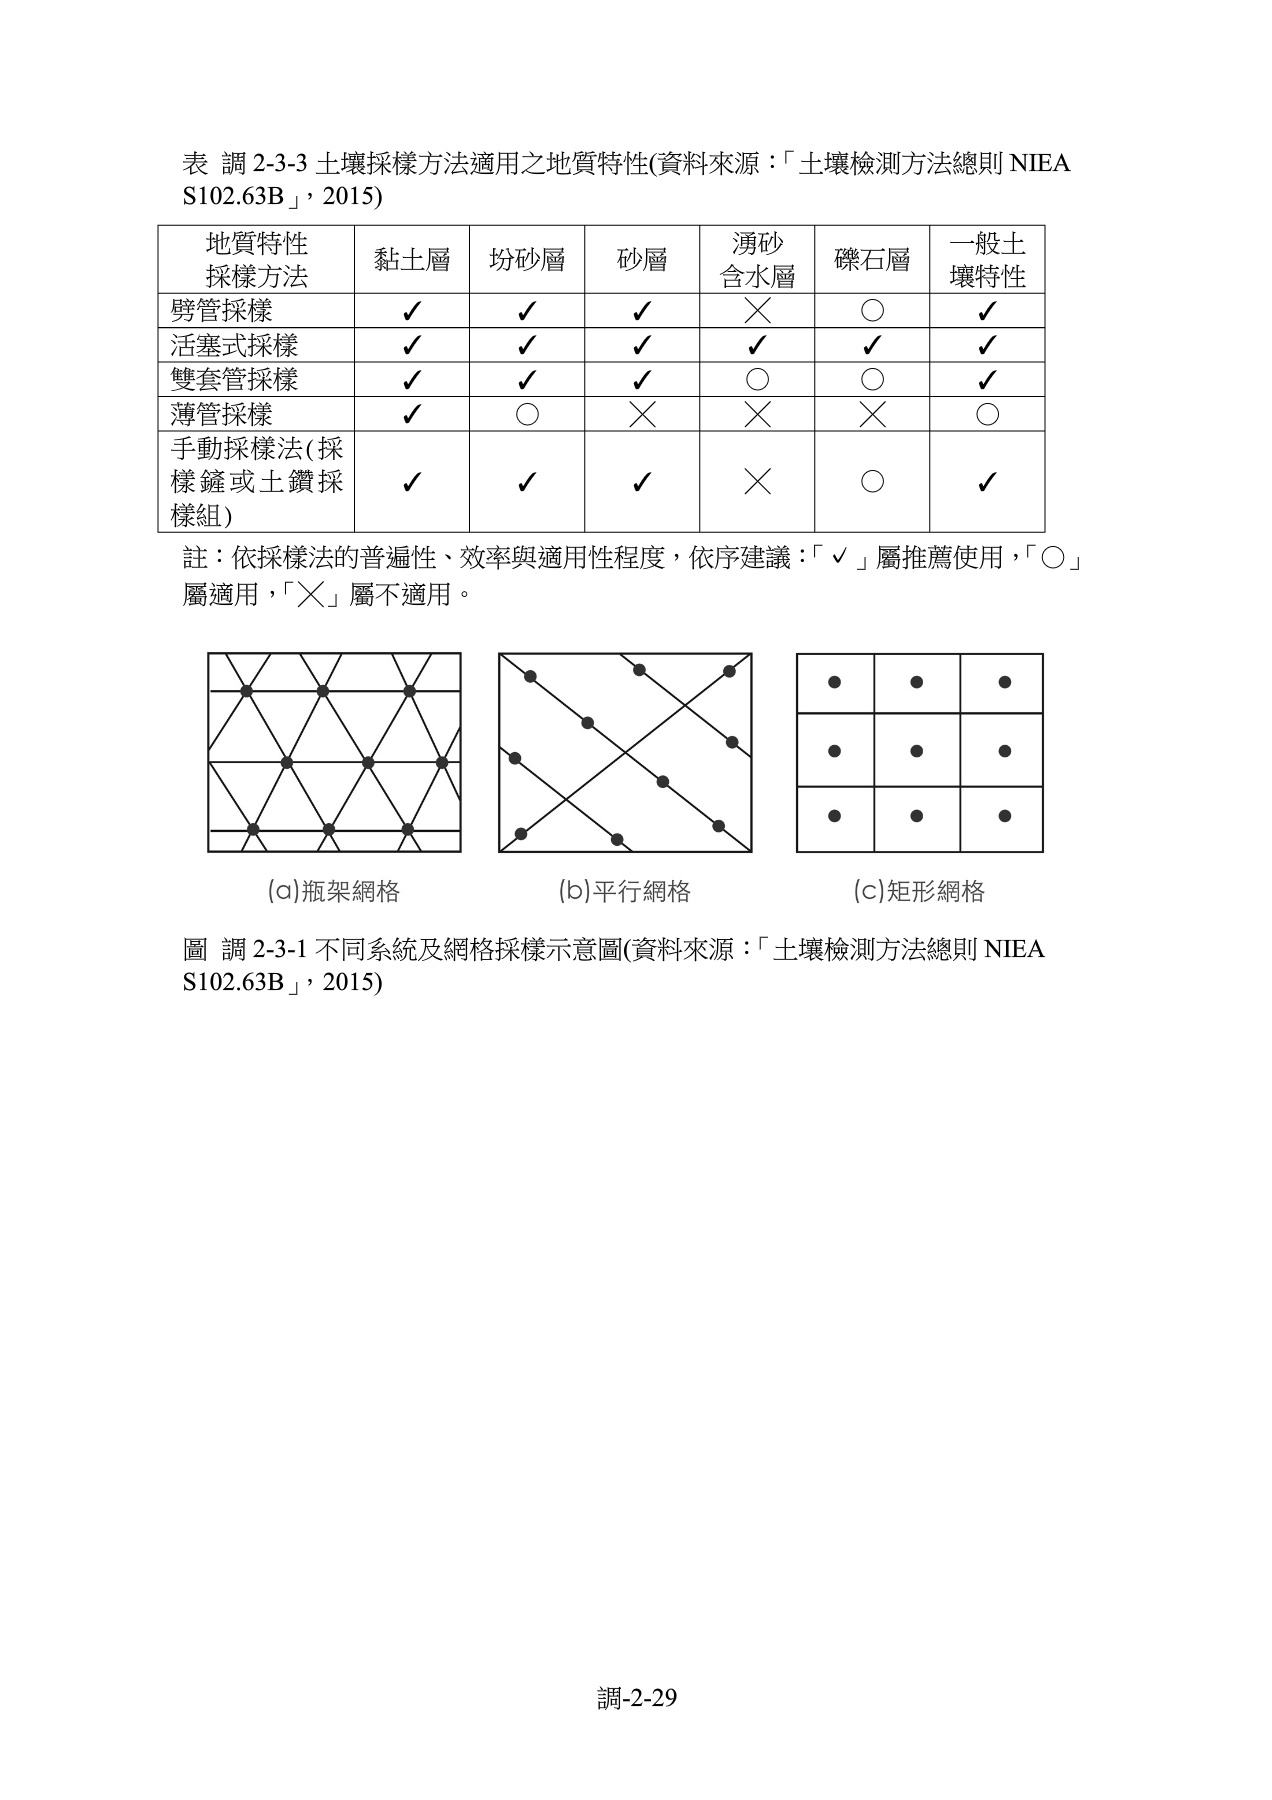 表 調 2-3-3 土壤採樣方法適用之地質特性(資料來源：「土壤檢測方法總則 NIEA
S102.63B」，2015)
地質特性
採樣方法 黏土層 坋砂層 砂層 湧砂
含水層 礫石層 一般土
壤特性
劈管採樣 ✓ ✓ ✓ ╳ ○ ✓
活塞式採樣 ✓ ✓ ✓ ✓ ✓ ✓
雙套管採樣 ✓ ✓ ✓ ○ ○ ✓
薄管採樣 ✓ ○ ╳ ╳ ╳ ○
手動採樣法(採
樣鏟或土鑽採
樣組) ✓ ✓ ✓ ╳ ○ ✓
註：依採樣法的普遍性、效率與適用性程度，依序建議：「✓」屬推薦使用，「○」
屬適用，「╳」屬不適用。
(a)瓶架網格 (b)平行網格 (c)矩形網格
圖 調 2-3-1 不同系統及網格採樣示意圖(資料來源：「土壤檢測方法總則 NIEA
S102.63B」，2015)
調-2-29